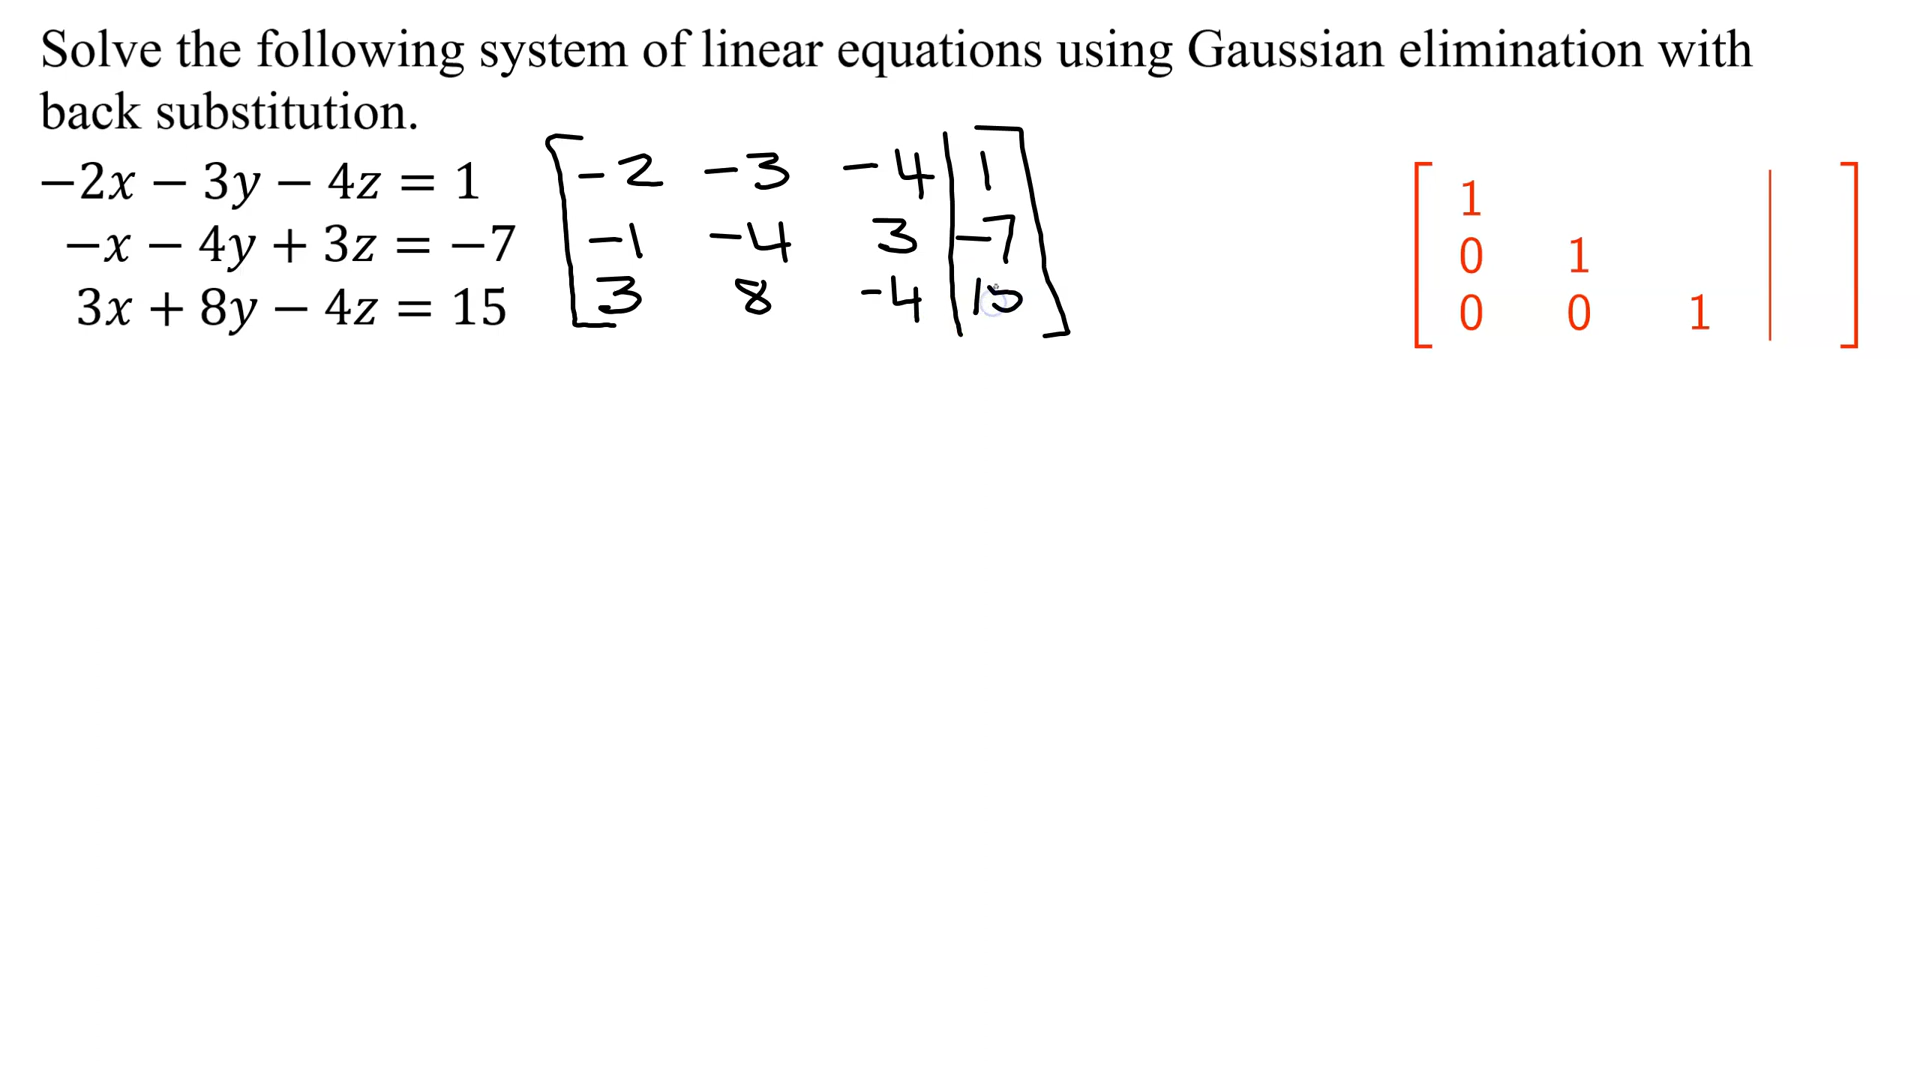 Solve the following system of linear equations using Gaussian elimination with
back substitution.
−2x − 3y − 4z = 1
−x − 4y + 3z = −7
3x + 8y − 4z = 15
-2 -3 -4 | 1
-1 -4 3 | -7
3 8 -4 | 15
1
0 1
0 0 1